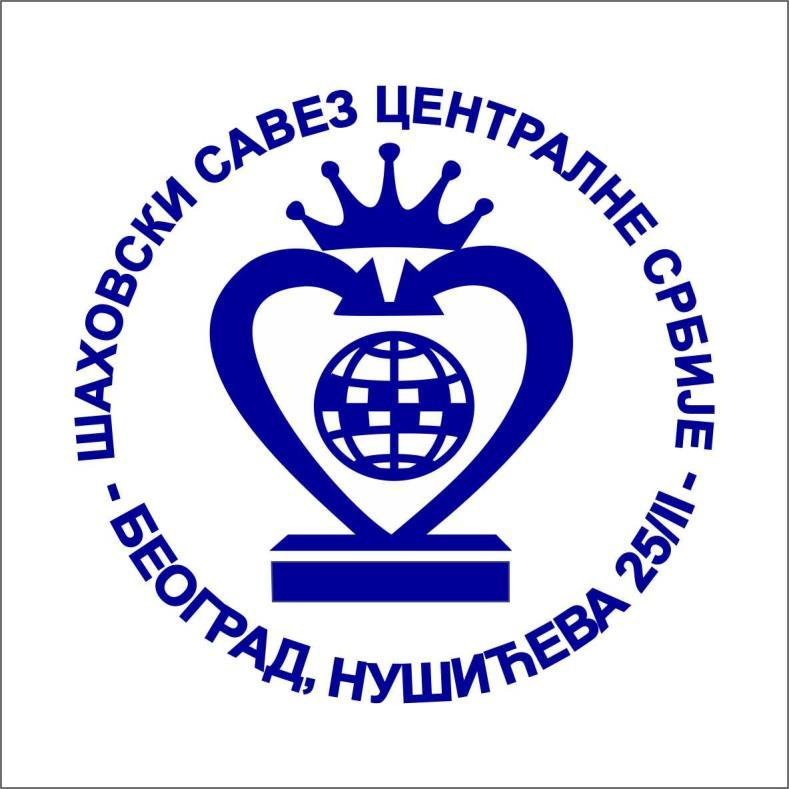 ШАХОВСКИ САВЕЗ ЦЕНТРАЛНЕ СРБИЈЕ
- БЕОГРАД, НУШИЋЕВА 25/II -